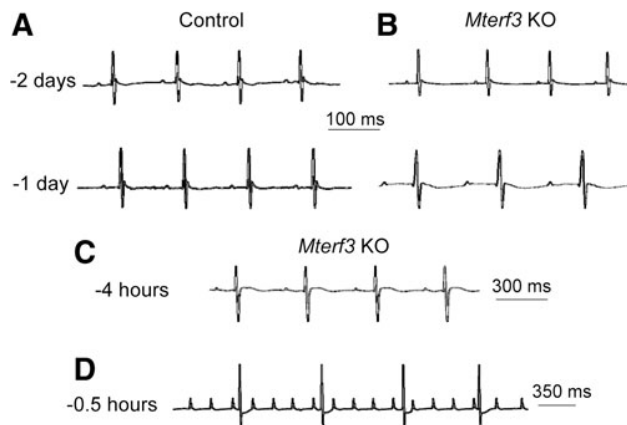 A Control B Mterf3 KO
-2 days
100 ms
-1 day
C Mterf3 KO
-4 hours 300 ms
D
-0.5 hours 350 ms